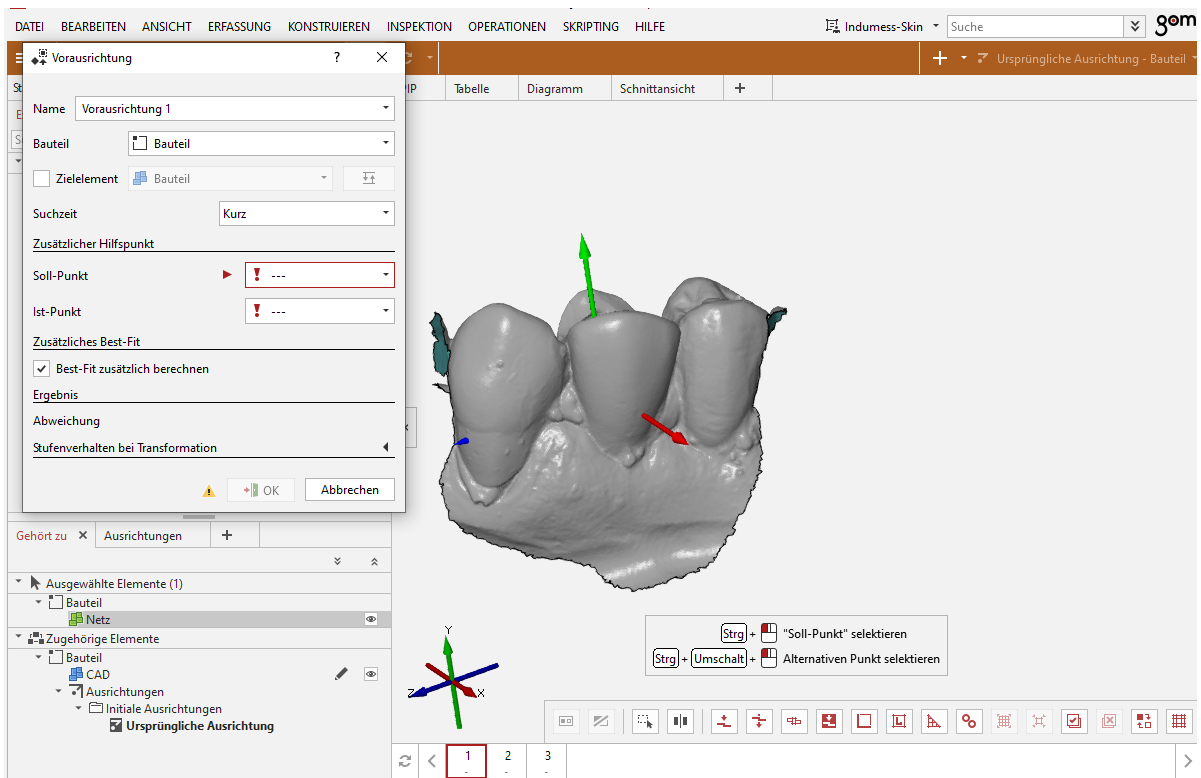 DATEI BEARBEITEN ANSICHT ERFASSUNG KONSTRUIEREN INSPEKTION OPERATIONEN SKRIPTING HILFE Indumess-Skin Suche gom
Vorausrichtung ? Ursprüngliche Ausrichtung - Bauteil
Tabelle Diagramm Schnittansicht
Name Vorausrichtung 1
Bauteil Bauteil
Zielelement Bauteil
Suchzeit Kurz
Zusätzlicher Hilfspunkt
Soll-Punkt ---
Ist-Punkt ---
Zusätzliches Best-Fit
Best-Fit zusätzlich berechnen
Ergebnis
Abweichung
Stufenverhalten bei Transformation
OK Abbrechen
Gehört zu Ausrichtungen
Ausgewählte Elemente (1)
Bauteil
Netz
Zugehörige Elemente
Bauteil
CAD
Ausrichtungen
Initiale Ausrichtungen
Ursprüngliche Ausrichtung
Y
Z X
Strg + "Soll-Punkt" selektieren
Strg + Umschalt + Alternativen Punkt selektieren
1 2 3
- - -